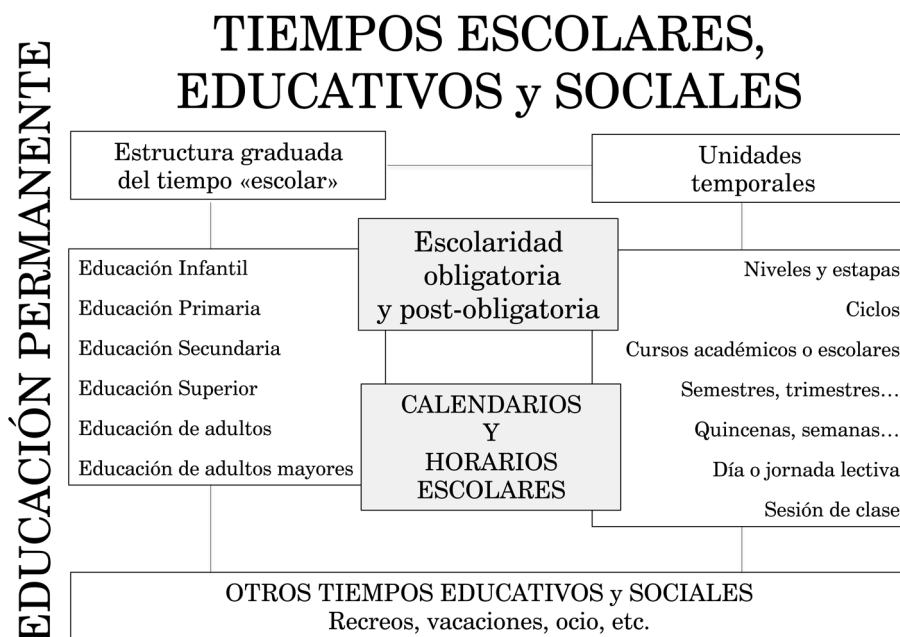 TIEMPOS ESCOLARES,
EDUCATIVOS y SOCIALES
EDUCACIÓN PERMANENTE
Estructura graduada
del tiempo «escolar»
Unidades
temporales
Escolaridad
obligatoria
y post-obligatoria
Educación Infantil
Educación Primaria
Educación Secundaria
Educación Superior
Educación de adultos
Educación de adultos mayores
CALENDARIOS
Y
HORARIOS
ESCOLARES
Niveles y estapas
Ciclos
Cursos académicos o escolares
Semestres, trimestres…
Quincenas, semanas…
Día o jornada lectiva
Sesión de clase
OTROS TIEMPOS EDUCATIVOS y SOCIALES
Recreos, vacaciones, ocio, etc.